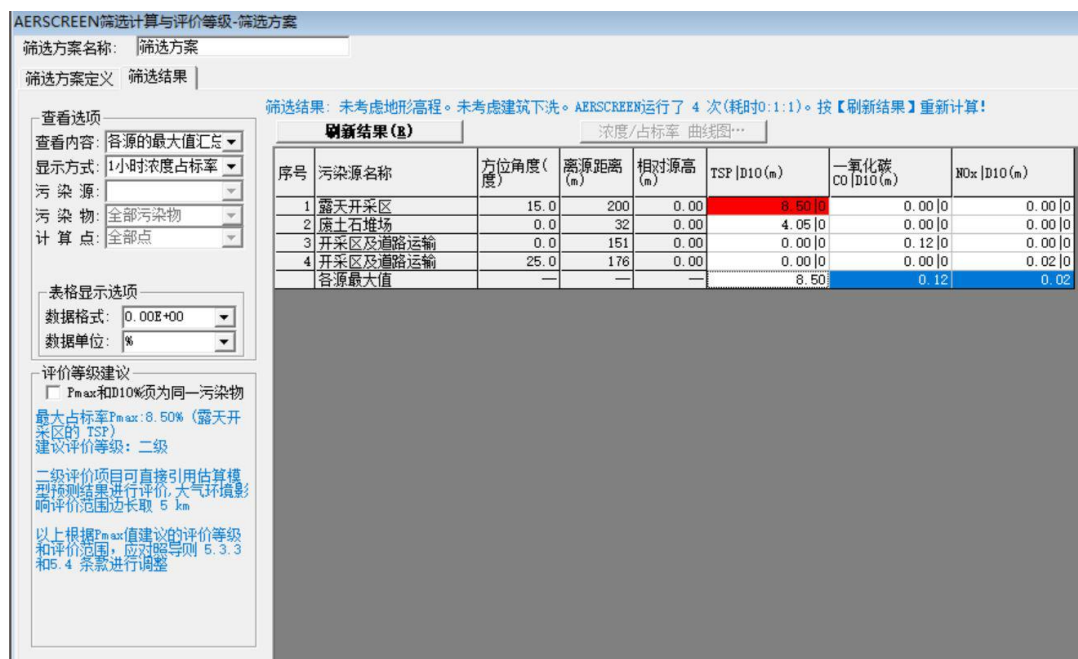 AERSCREEN筛选计算与评价等级-筛选方案
筛选方案名称: 筛选方案
筛选方案定义 筛选结果
筛选结果: 未考虑地形高程。未考虑建筑下洗。AERSCREEN运行了 4 次(耗时0:1:1)。按【刷新结果】重新计算!
查看选项
查看内容: 各源的最大值汇总
显示方式: 1小时浓度占标率
污 染 源:
污 染 物: 全部污染物
计 算 点: 全部点
表格显示选项
数据格式: 0.00E+00
数据单位: %
评价等级建议
Pmax和D10%须为同一污染物
最大占标率Pmax:8.50% (露天开
采区的 TSP)
建议评价等级: 二级
二级评价项目可直接引用估算模
型预测结果进行评价,大气环境影
响评价范围边长取 5 km
以上根据Pmax值建议的评价等级
和评价范围, 应对照导则 5.3.3
和5.4 条款进行调整
刷新结果(R) 浓度/占标率 曲线图…
序号 污染源名称 方位角度(度) 离源距离(m) 相对源高(m) TSP|D10(m) 一氧化碳CO|D10(m) NOx|D10(m)
1 露天开采区 15.0 200 0.00 8.50|0 0.00|0 0.00|0
2 废土石堆场 0.0 32 0.00 4.05|0 0.00|0 0.00|0
3 开采区及道路运输 0.0 151 0.00 0.00|0 0.12|0 0.00|0
4 开采区及道路运输 25.0 176 0.00 0.00|0 0.00|0 0.02|0
各源最大值 — — — 8.50 0.12 0.02